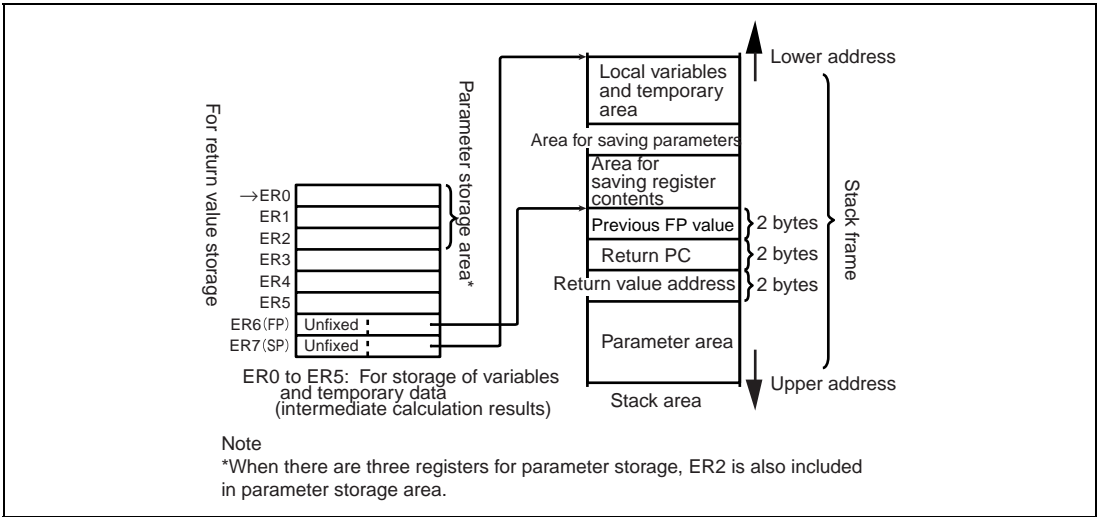 For return value storage
→ER0
ER1
ER2
ER3
ER4
ER5
ER6(FP) Unfixed
ER7(SP) Unfixed
Parameter storage area*
ER0 to ER5: For storage of variables
and temporary data
(intermediate calculation results)
Lower address
Local variables
and temporary
area
Area for saving parameters
Area for
saving register
contents
Previous FP value 2 bytes
Return PC 2 bytes
Return value address 2 bytes
Parameter area
Stack frame
Upper address
Stack area
Note
*When there are three registers for parameter storage, ER2 is also included
in parameter storage area.